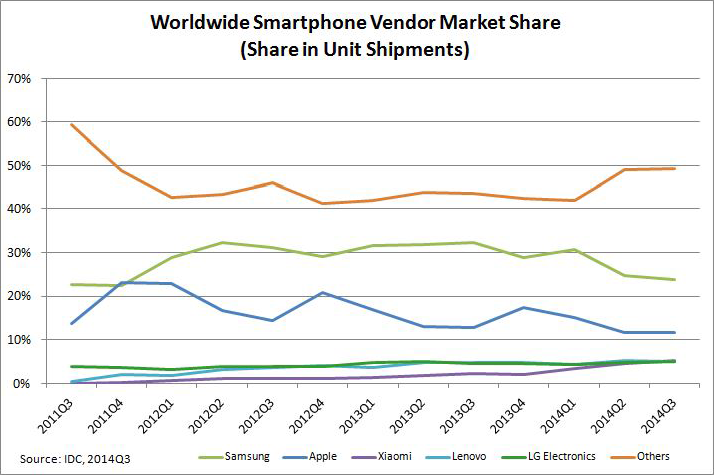 Worldwide Smartphone Vendor Market Share
(Share in Unit Shipments)
70%
60%
50%
40%
30%
20%
10%
0%
2011Q3 2011Q4 2012Q1 2012Q2 2012Q3 2012Q4 2013Q1 2013Q2 2013Q3 2013Q4 2014Q1 2014Q2 2014Q3
Source: IDC, 2014Q3 Samsung Apple Xiaomi Lenovo LG Electronics Others